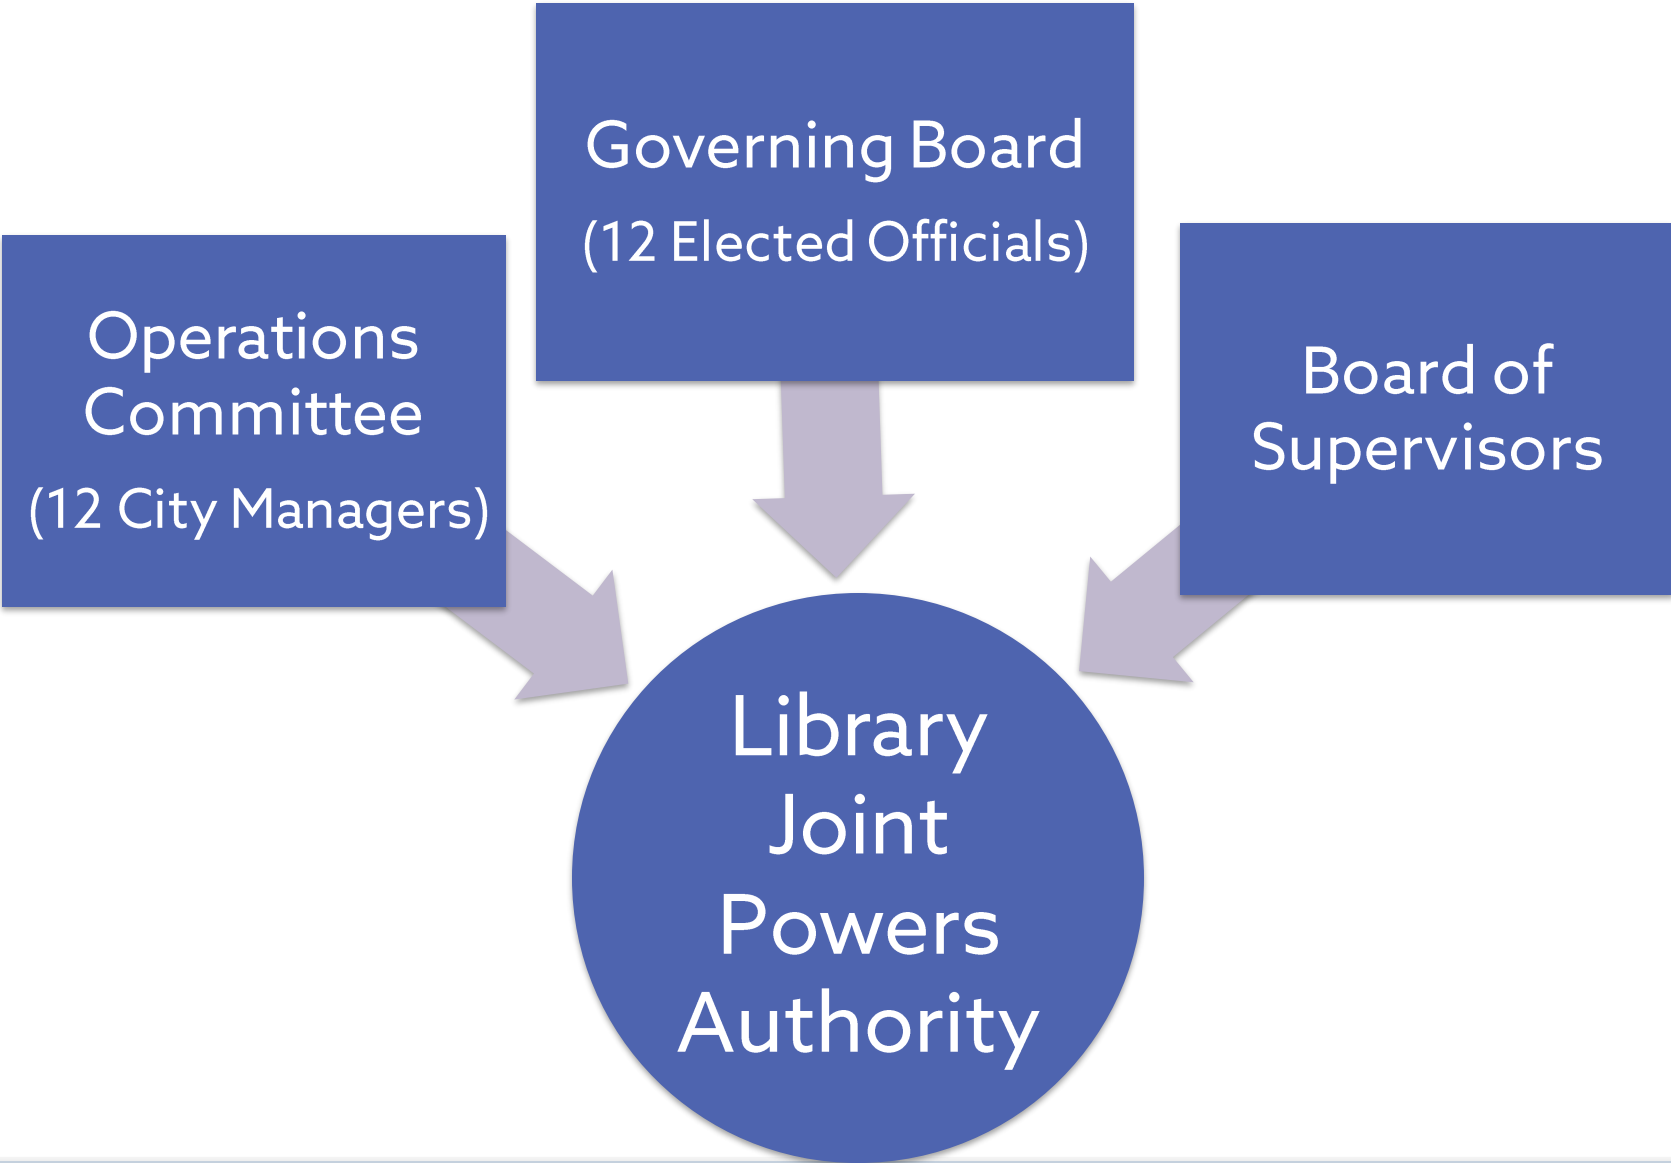 Governing Board
(12 Elected Officials)
Operations
Committee
(12 City Managers)
Board of
Supervisors
Library
Joint
Powers
Authority